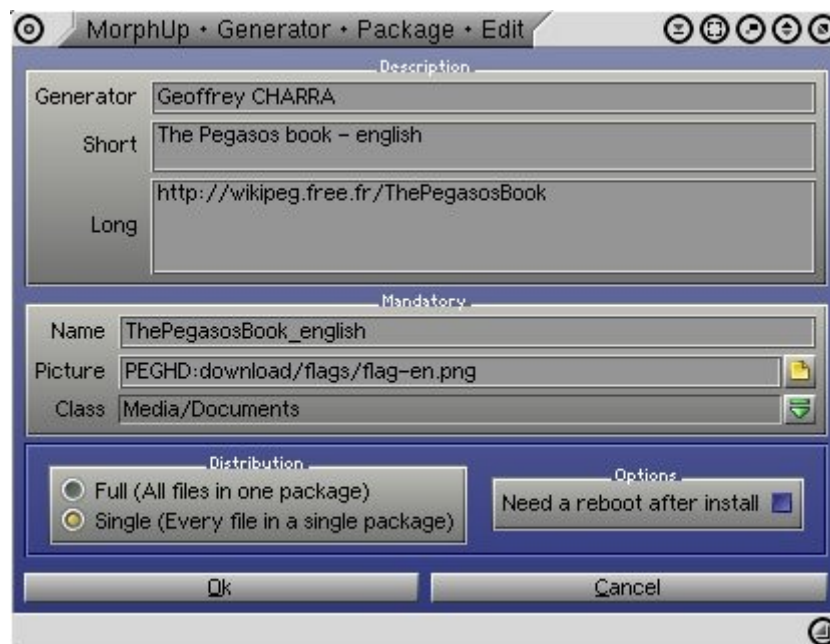 MorphUp • Generator • Package • Edit
Description
Generator Geoffrey CHARRA
Short The Pegasos book - english
Long http://wikipeg.free.fr/ThePegasosBook
Mandatory
Name ThePegasosBook_english
Picture PEGHD:download/flags/flag-en.png
Class Media/Documents
Distribution
Full (All files in one package)
Single (Every file in a single package)
Options
Need a reboot after install
Ok Cancel